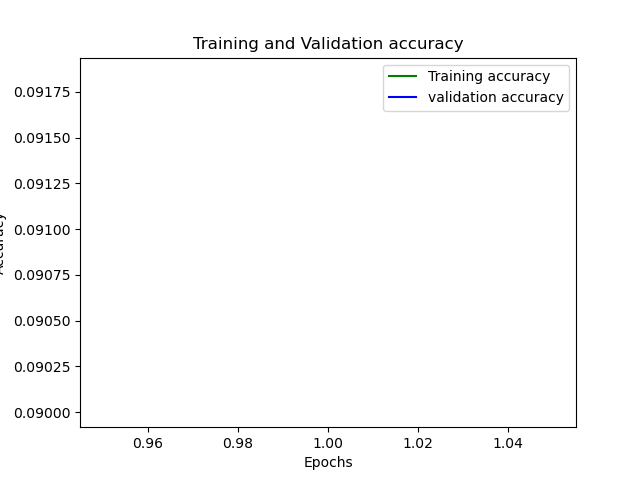 Training and Validation accuracy
Training accuracy
validation accuracy
0.09175
0.09150
0.09125
0.09100
0.09075
0.09050
0.09025
0.09000
Accuracy
0.96 0.98 1.00 1.02 1.04
Epochs